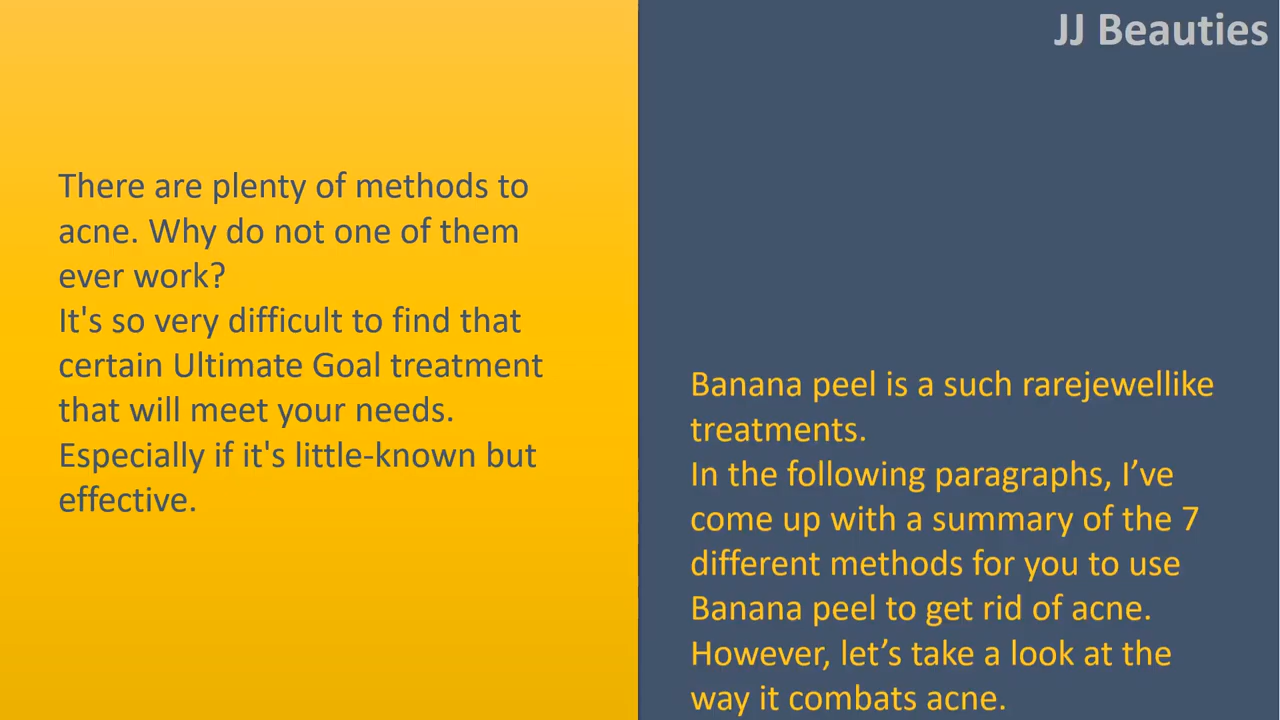 JJ Beauties
There are plenty of methods to
acne. Why do not one of them
ever work?
It's so very difficult to find that
certain Ultimate Goal treatment
that will meet your needs.
Especially if it's little-known but
effective.
Banana peel is a such rarejewellike
treatments.
In the following paragraphs, I’ve
come up with a summary of the 7
different methods for you to use
Banana peel to get rid of acne.
However, let’s take a look at the
way it combats acne.